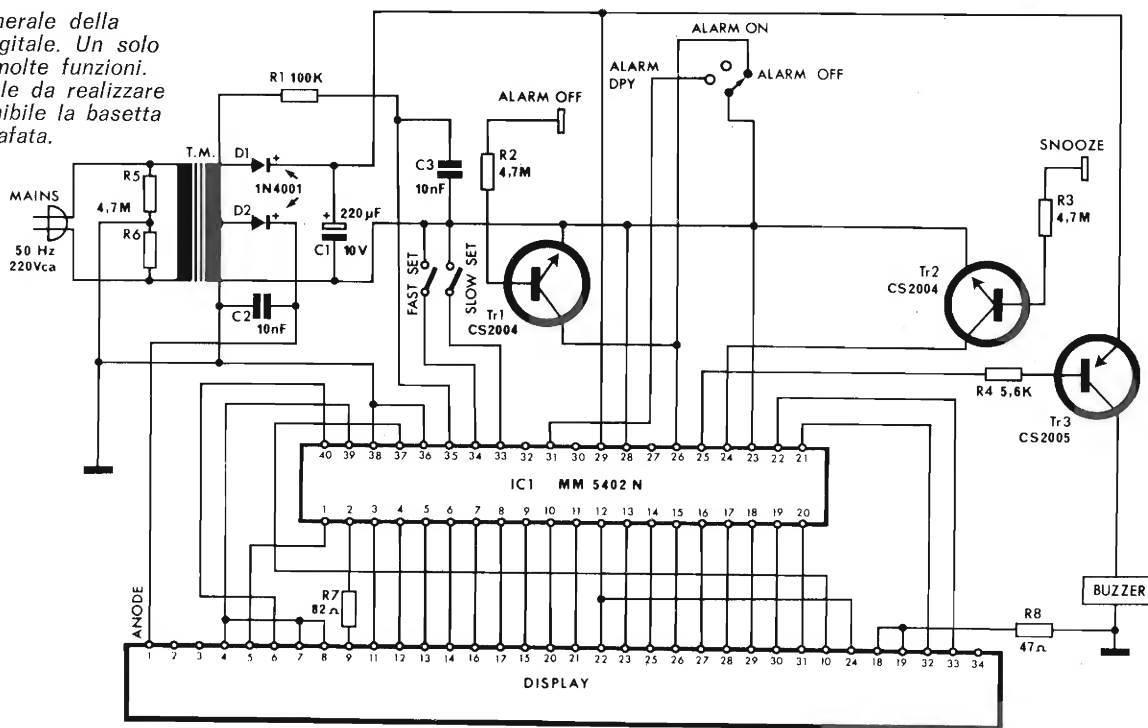 nerale della
gitale. Un solo
molte funzioni.
le da realizzare
nibile la basetta
afata.
ALARM ON
ALARM DPY
ALARM OFF
R1 100K
ALARM OFF
SNOOZE
T.M.
D1
1N4001
D2
R5
4,7M
R6
MAINS
50 Hz
220Vca
C3
10nF
R2
4,7M
R3
4,7M
220µF
C1
10V
C2
10nF
FAST SET
SLOW SET
Tr1
CS2004
Tr2
CS2004
R4 5,6K
Tr3
CS2005
40 39 38 37 36 35 34 33 32 31 30 29 28 27 26 25 24 23 22 21
IC1 MM 5402 N
1 2 3 4 5 6 7 8 9 10 11 12 13 14 15 16 17 18 19 20
ANODE
R7
82Ω
BUZZER
R8
47Ω
1 2 3 4 5 6 7 8 9 11 12 13 14 16 17 15 20 21 22 23 25 26 27 28 29 30 31 10 24 18 19 32 33 34
DISPLAY